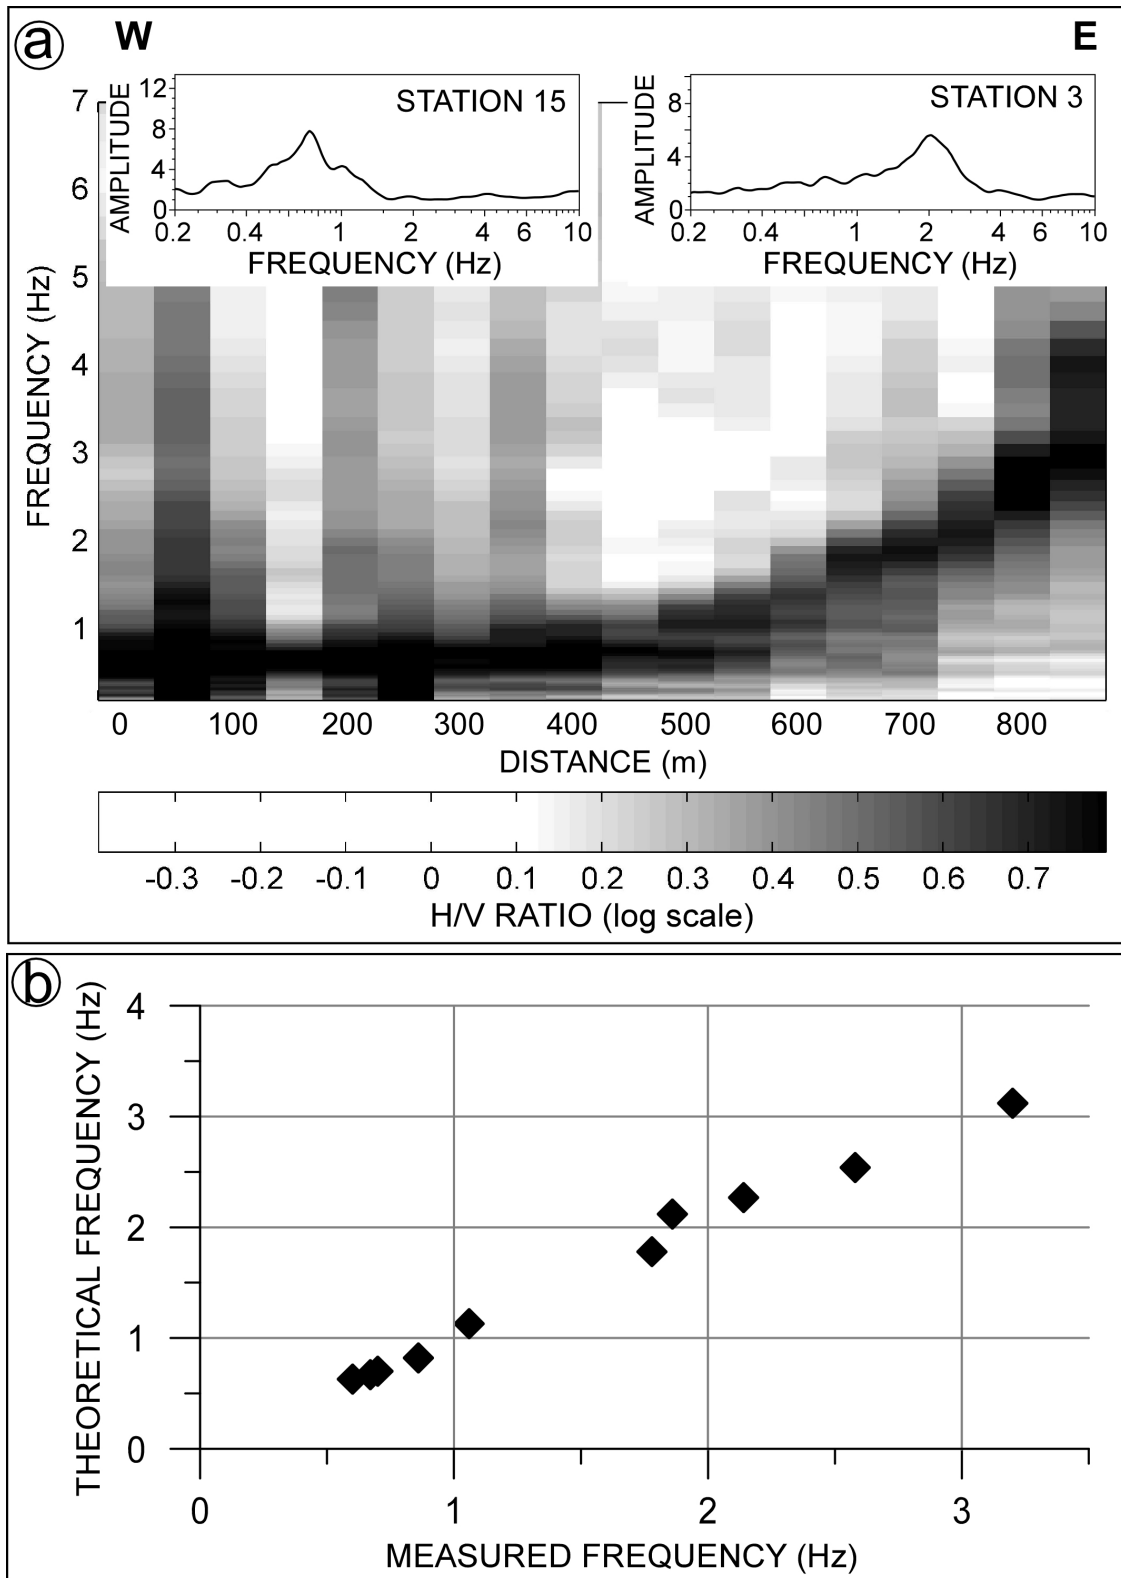 a
W
E
AMPLITUDE
12
8
4
0
STATION 15
0.2 0.4 1 2 4 6 10
FREQUENCY (Hz)
AMPLITUDE
8
4
0
STATION 3
0.2 0.4 1 2 4 6 10
FREQUENCY (Hz)
FREQUENCY (Hz)
7
6
5
4
3
2
1
0 100 200 300 400 500 600 700 800
DISTANCE (m)
-0.3 -0.2 -0.1 0 0.1 0.2 0.3 0.4 0.5 0.6 0.7
H/V RATIO (log scale)
b
THEORETICAL FREQUENCY (Hz)
4
3
2
1
0
0 1 2 3
MEASURED FREQUENCY (Hz)